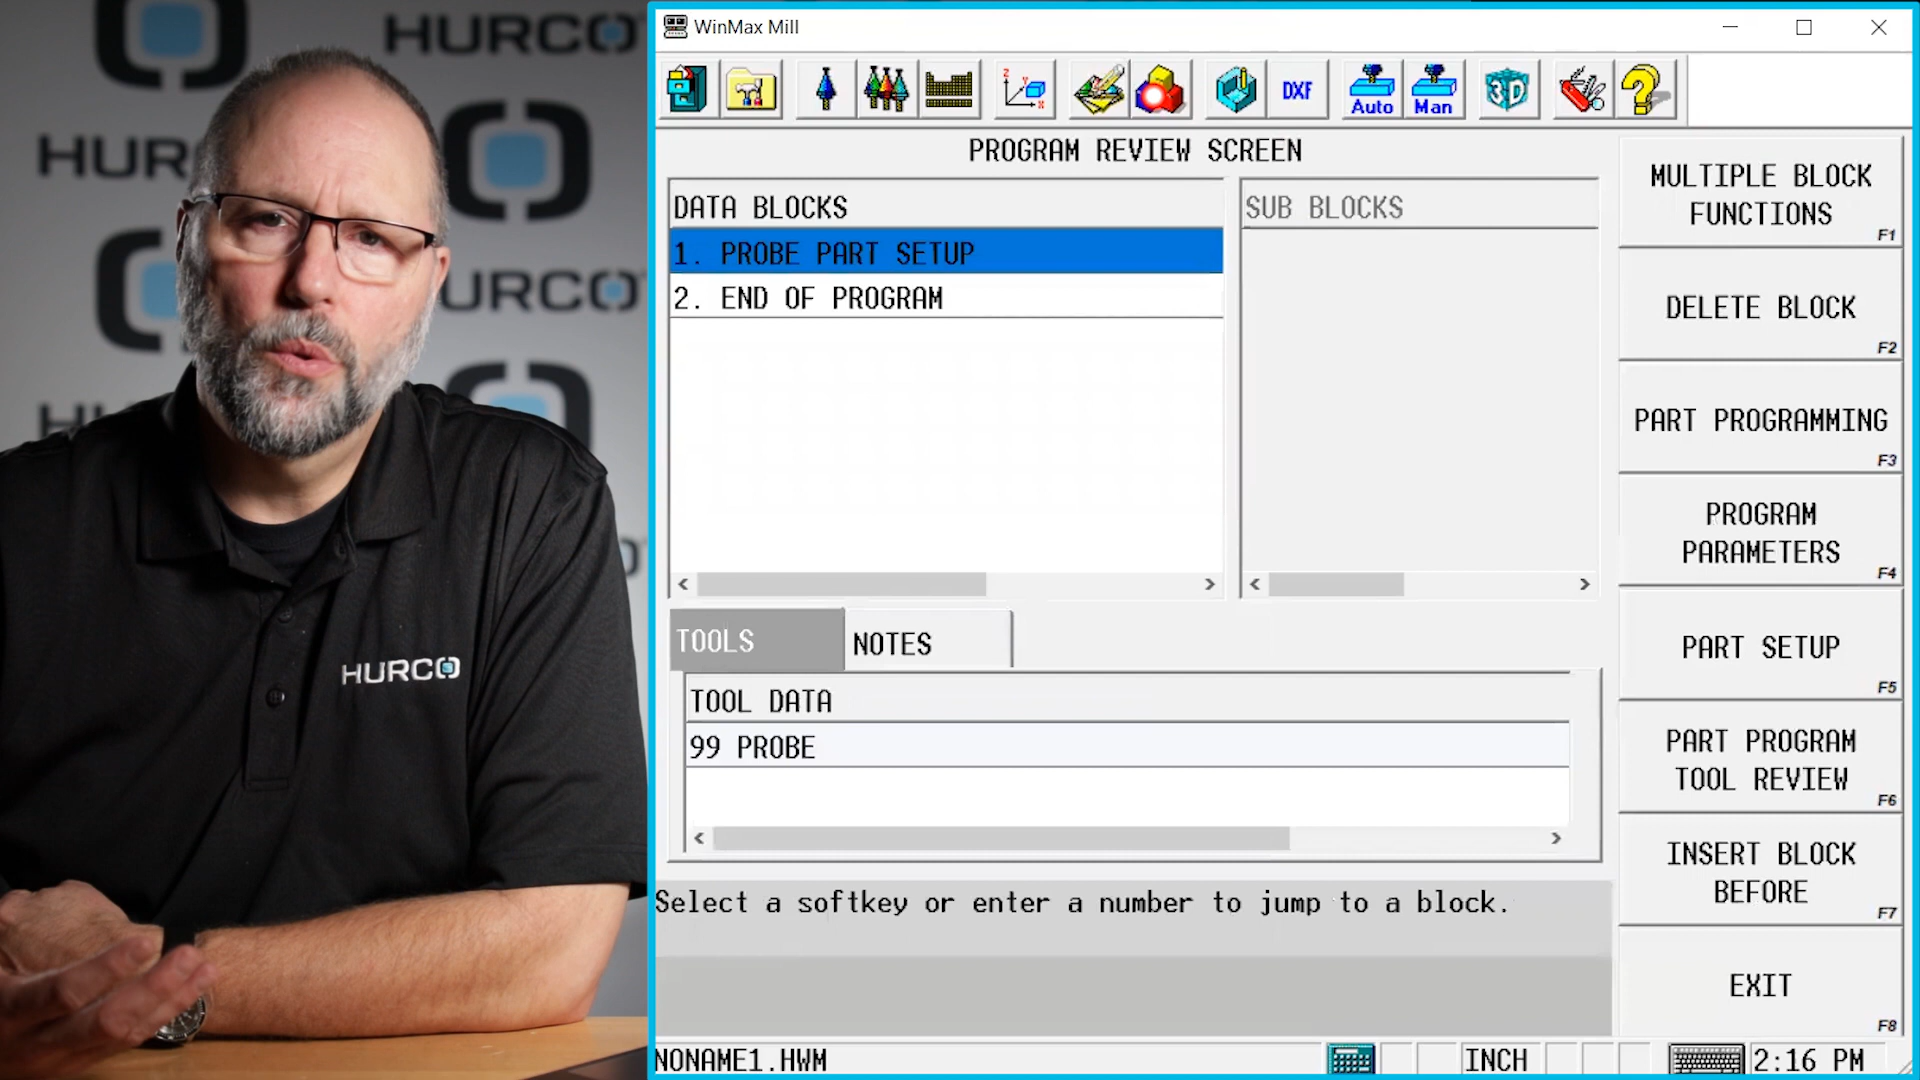 HURCO
HURCO
HURCO
HURCO
WinMax Mill
DXF
Auto
Man
3D
PROGRAM REVIEW SCREEN
DATA BLOCKS
1. PROBE PART SETUP
2. END OF PROGRAM
SUB BLOCKS
TOOLS
NOTES
TOOL DATA
99 PROBE
Select a softkey or enter a number to jump to a block.
MULTIPLE BLOCK
FUNCTIONS
F1
DELETE BLOCK
F2
PART PROGRAMMING
F3
PROGRAM
PARAMETERS
F4
PART SETUP
F5
PART PROGRAM
TOOL REVIEW
F6
INSERT BLOCK
BEFORE
F7
EXIT
F8
NONAME1.HWM
INCH
2:16 PM